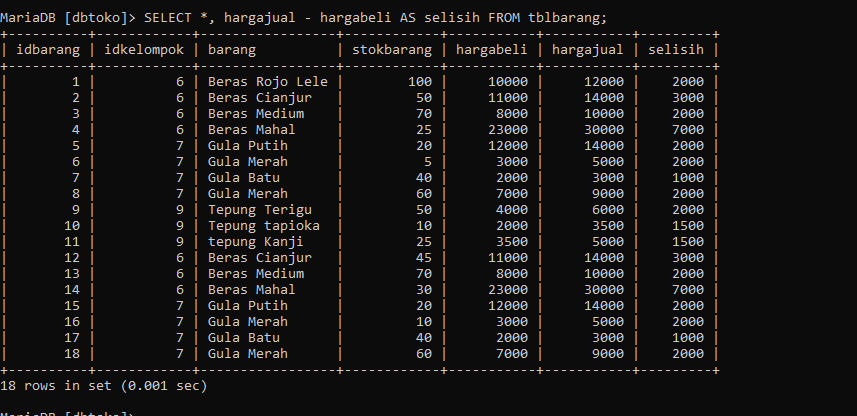 MariaDB [dbtoko]> SELECT *, hargajual - hargabeli AS selisih FROM tblbarang;
+----------+------------+-----------------+------------+-----------+-----------+---------+
| idbarang | idkelompok | barang          | stokbarang | hargabeli | hargajual | selisih |
+----------+------------+-----------------+------------+-----------+-----------+---------+
|        1 |          6 | Beras Rojo Lele |        100 |     10000 |     12000 |    2000 |
|        2 |          6 | Beras Cianjur   |         50 |     11000 |     14000 |    3000 |
|        3 |          6 | Beras Medium    |         70 |      8000 |     10000 |    2000 |
|        4 |          6 | Beras Mahal     |         25 |     23000 |     30000 |    7000 |
|        5 |          7 | Gula Putih      |         20 |     12000 |     14000 |    2000 |
|        6 |          7 | Gula Merah      |          5 |      3000 |      5000 |    2000 |
|        7 |          7 | Gula Batu       |         40 |      2000 |      3000 |    1000 |
|        8 |          7 | Gula Merah      |         60 |      7000 |      9000 |    2000 |
|        9 |          9 | Tepung Terigu   |         50 |      4000 |      6000 |    2000 |
|       10 |          9 | Tepung tapioka  |         10 |      2000 |      3500 |    1500 |
|       11 |          9 | tepung Kanji    |         25 |      3500 |      5000 |    1500 |
|       12 |          6 | Beras Cianjur   |         45 |     11000 |     14000 |    3000 |
|       13 |          6 | Beras Medium    |         70 |      8000 |     10000 |    2000 |
|       14 |          6 | Beras Mahal     |         30 |     23000 |     30000 |    7000 |
|       15 |          7 | Gula Putih      |         20 |     12000 |     14000 |    2000 |
|       16 |          7 | Gula Merah      |         10 |      3000 |      5000 |    2000 |
|       17 |          7 | Gula Batu       |         40 |      2000 |      3000 |    1000 |
|       18 |          7 | Gula Merah      |         60 |      7000 |      9000 |    2000 |
+----------+------------+-----------------+------------+-----------+-----------+---------+
18 rows in set (0.001 sec)
MariaDB [dbtoko]>